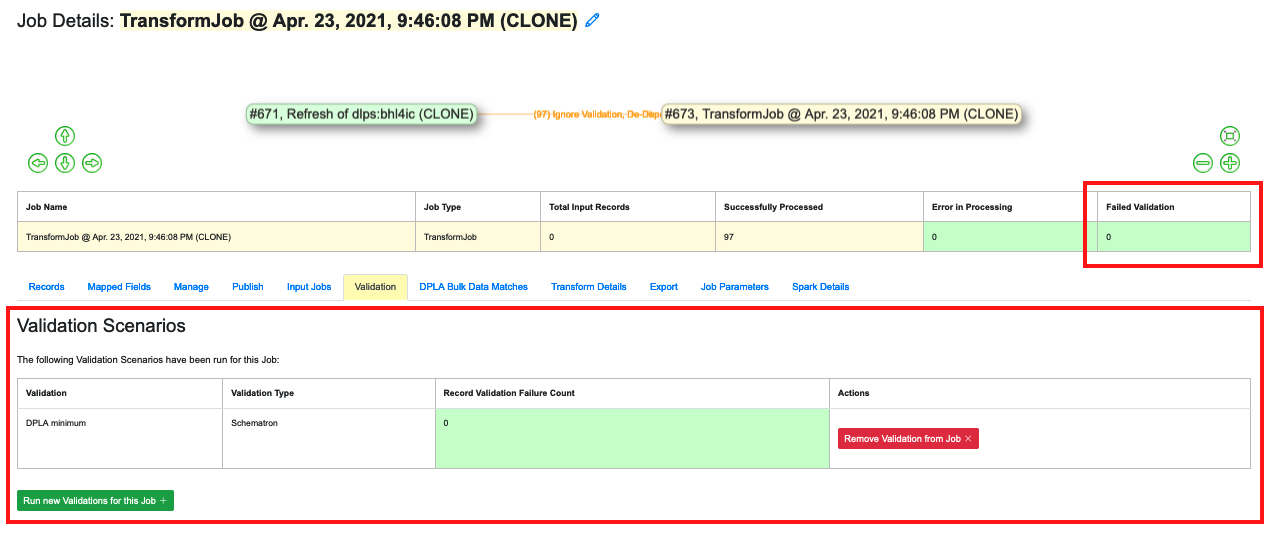 Job Details: TransformJob @ Apr. 23, 2021, 9:46:08 PM (CLONE)
#671, Refresh of dlps:bhl4ic (CLONE) (97) Ignore Validation, #673, TransformJob @ Apr. 23, 2021, 9:46:08 PM (CLONE)
Job Name Job Type Total Input Records Successfully Processed Error in Processing Failed Validation
TransformJob @ Apr. 23, 2021, 9:46:08 PM (CLONE) TransformJob 0 97 0 0
Records Mapped Fields Manage Publish Input Jobs Validation DPLA Bulk Data Matches Transform Details Export Job Parameters Spark Details
Validation Scenarios
The following Validation Scenarios have been run for this Job:
Validation Validation Type Record Validation Failure Count Actions
DPLA minimum Schematron 0
Remove Validation from Job ×
Run new Validations for this Job +